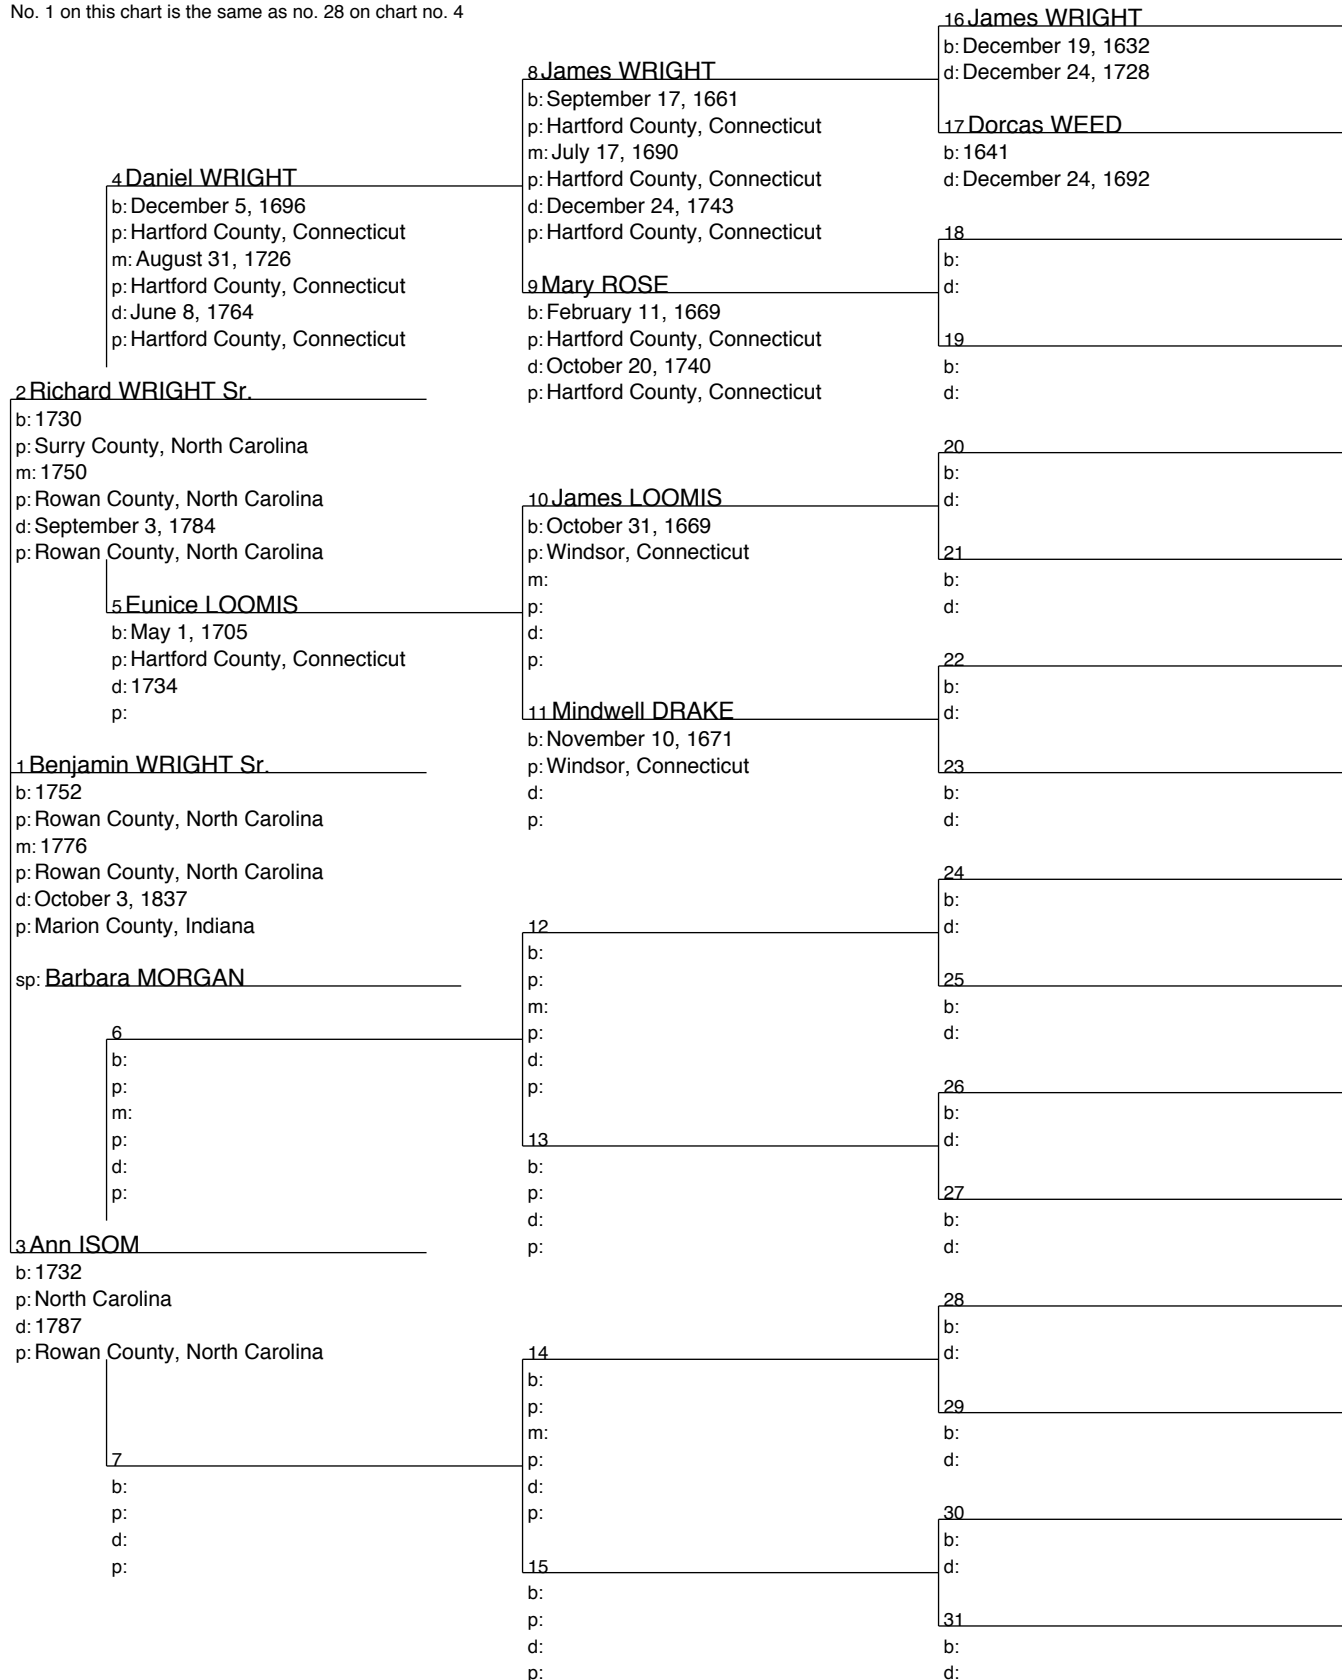 No. 1 on this chart is the same as no. 28 on chart no. 4
16 James WRIGHT
b: December 19, 1632
d: December 24, 1728
8 James WRIGHT
b: September 17, 1661
p: Hartford County, Connecticut
m: July 17, 1690
p: Hartford County, Connecticut
d: December 24, 1743
p: Hartford County, Connecticut
17 Dorcas WEED
b: 1641
d: December 24, 1692
4 Daniel WRIGHT
b: December 5, 1696
p: Hartford County, Connecticut
m: August 31, 1726
p: Hartford County, Connecticut
d: June 8, 1764
p: Hartford County, Connecticut
18
b:
d:
9 Mary ROSE
b: February 11, 1669
p: Hartford County, Connecticut
d: October 20, 1740
p: Hartford County, Connecticut
19
b:
d:
2 Richard WRIGHT Sr.
b: 1730
p: Surry County, North Carolina
m: 1750
p: Rowan County, North Carolina
d: September 3, 1784
p: Rowan County, North Carolina
20
b:
d:
10 James LOOMIS
b: October 31, 1669
p: Windsor, Connecticut
m:
p:
d:
p:
21
b:
d:
5 Eunice LOOMIS
b: May 1, 1705
p: Hartford County, Connecticut
d: 1734
p:
22
b:
d:
11 Mindwell DRAKE
b: November 10, 1671
p: Windsor, Connecticut
d:
p:
23
b:
d:
1 Benjamin WRIGHT Sr.
b: 1752
p: Rowan County, North Carolina
m: 1776
p: Rowan County, North Carolina
d: October 3, 1837
p: Marion County, Indiana
sp: Barbara MORGAN
24
b:
d:
12
b:
p:
m:
p:
d:
p:
25
b:
d:
6
b:
p:
m:
p:
d:
p:
26
b:
d:
13
b:
p:
d:
p:
27
b:
d:
3 Ann ISOM
b: 1732
p: North Carolina
d: 1787
p: Rowan County, North Carolina
28
b:
d:
14
b:
p:
m:
p:
d:
p:
29
b:
d:
7
b:
p:
d:
p:
30
b:
d:
15
b:
p:
d:
p:
31
b:
d: